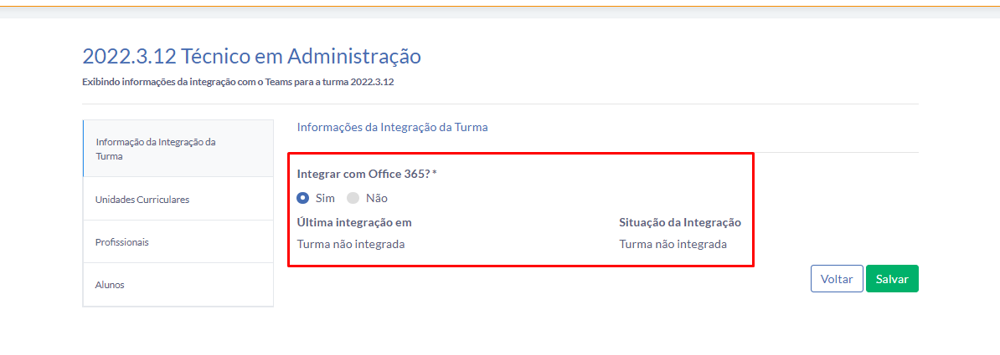 2022.3.12 Técnico em Administração
Exibindo informações da integração com o Teams para a turma 2022.3.12
Informação da Integração da
Turma
Unidades Curriculares
Profissionais
Alunos
Informações da Integração da Turma
Integrar com Office 365? *
Sim Não
Última integração em Situação da Integração
Turma não integrada Turma não integrada
Voltar Salvar